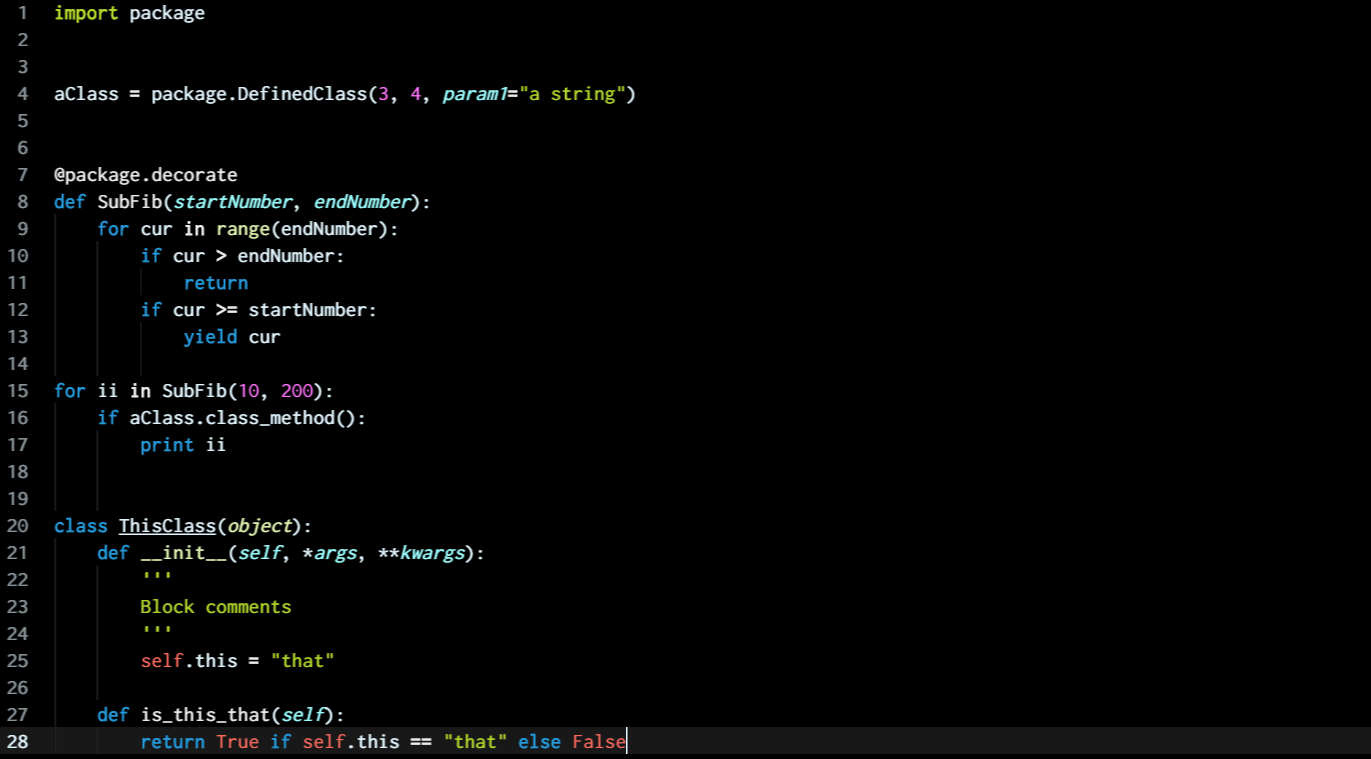 1 import package
2
3
4 aClass = package.DefinedClass(3, 4, param1="a string")
5
6
7 @package.decorate
8 def SubFib(startNumber, endNumber):
9     for cur in range(endNumber):
10         if cur > endNumber:
11             return
12         if cur >= startNumber:
13             yield cur
14
15 for ii in SubFib(10, 200):
16     if aClass.class_method():
17         print ii
18
19
20 class ThisClass(object):
21     def __init__(self, *args, **kwargs):
22         '''
23         Block comments
24         '''
25         self.this = "that"
26
27     def is_this_that(self):
28         return True if self.this == "that" else False